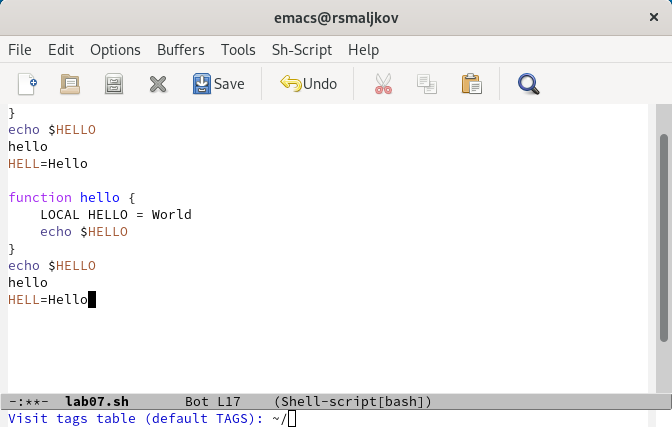 emacs@rsmaljkov
File Edit Options Buffers Tools Sh-Script Help
Save Undo
}
echo $HELLO
hello
HELL=Hello
function hello {
    LOCAL HELLO = World
    echo $HELLO
}
echo $HELLO
hello
HELL=Hello
-:**-  lab07.sh       Bot L17    (Shell-script[bash])
Visit tags table (default TAGS): ~/